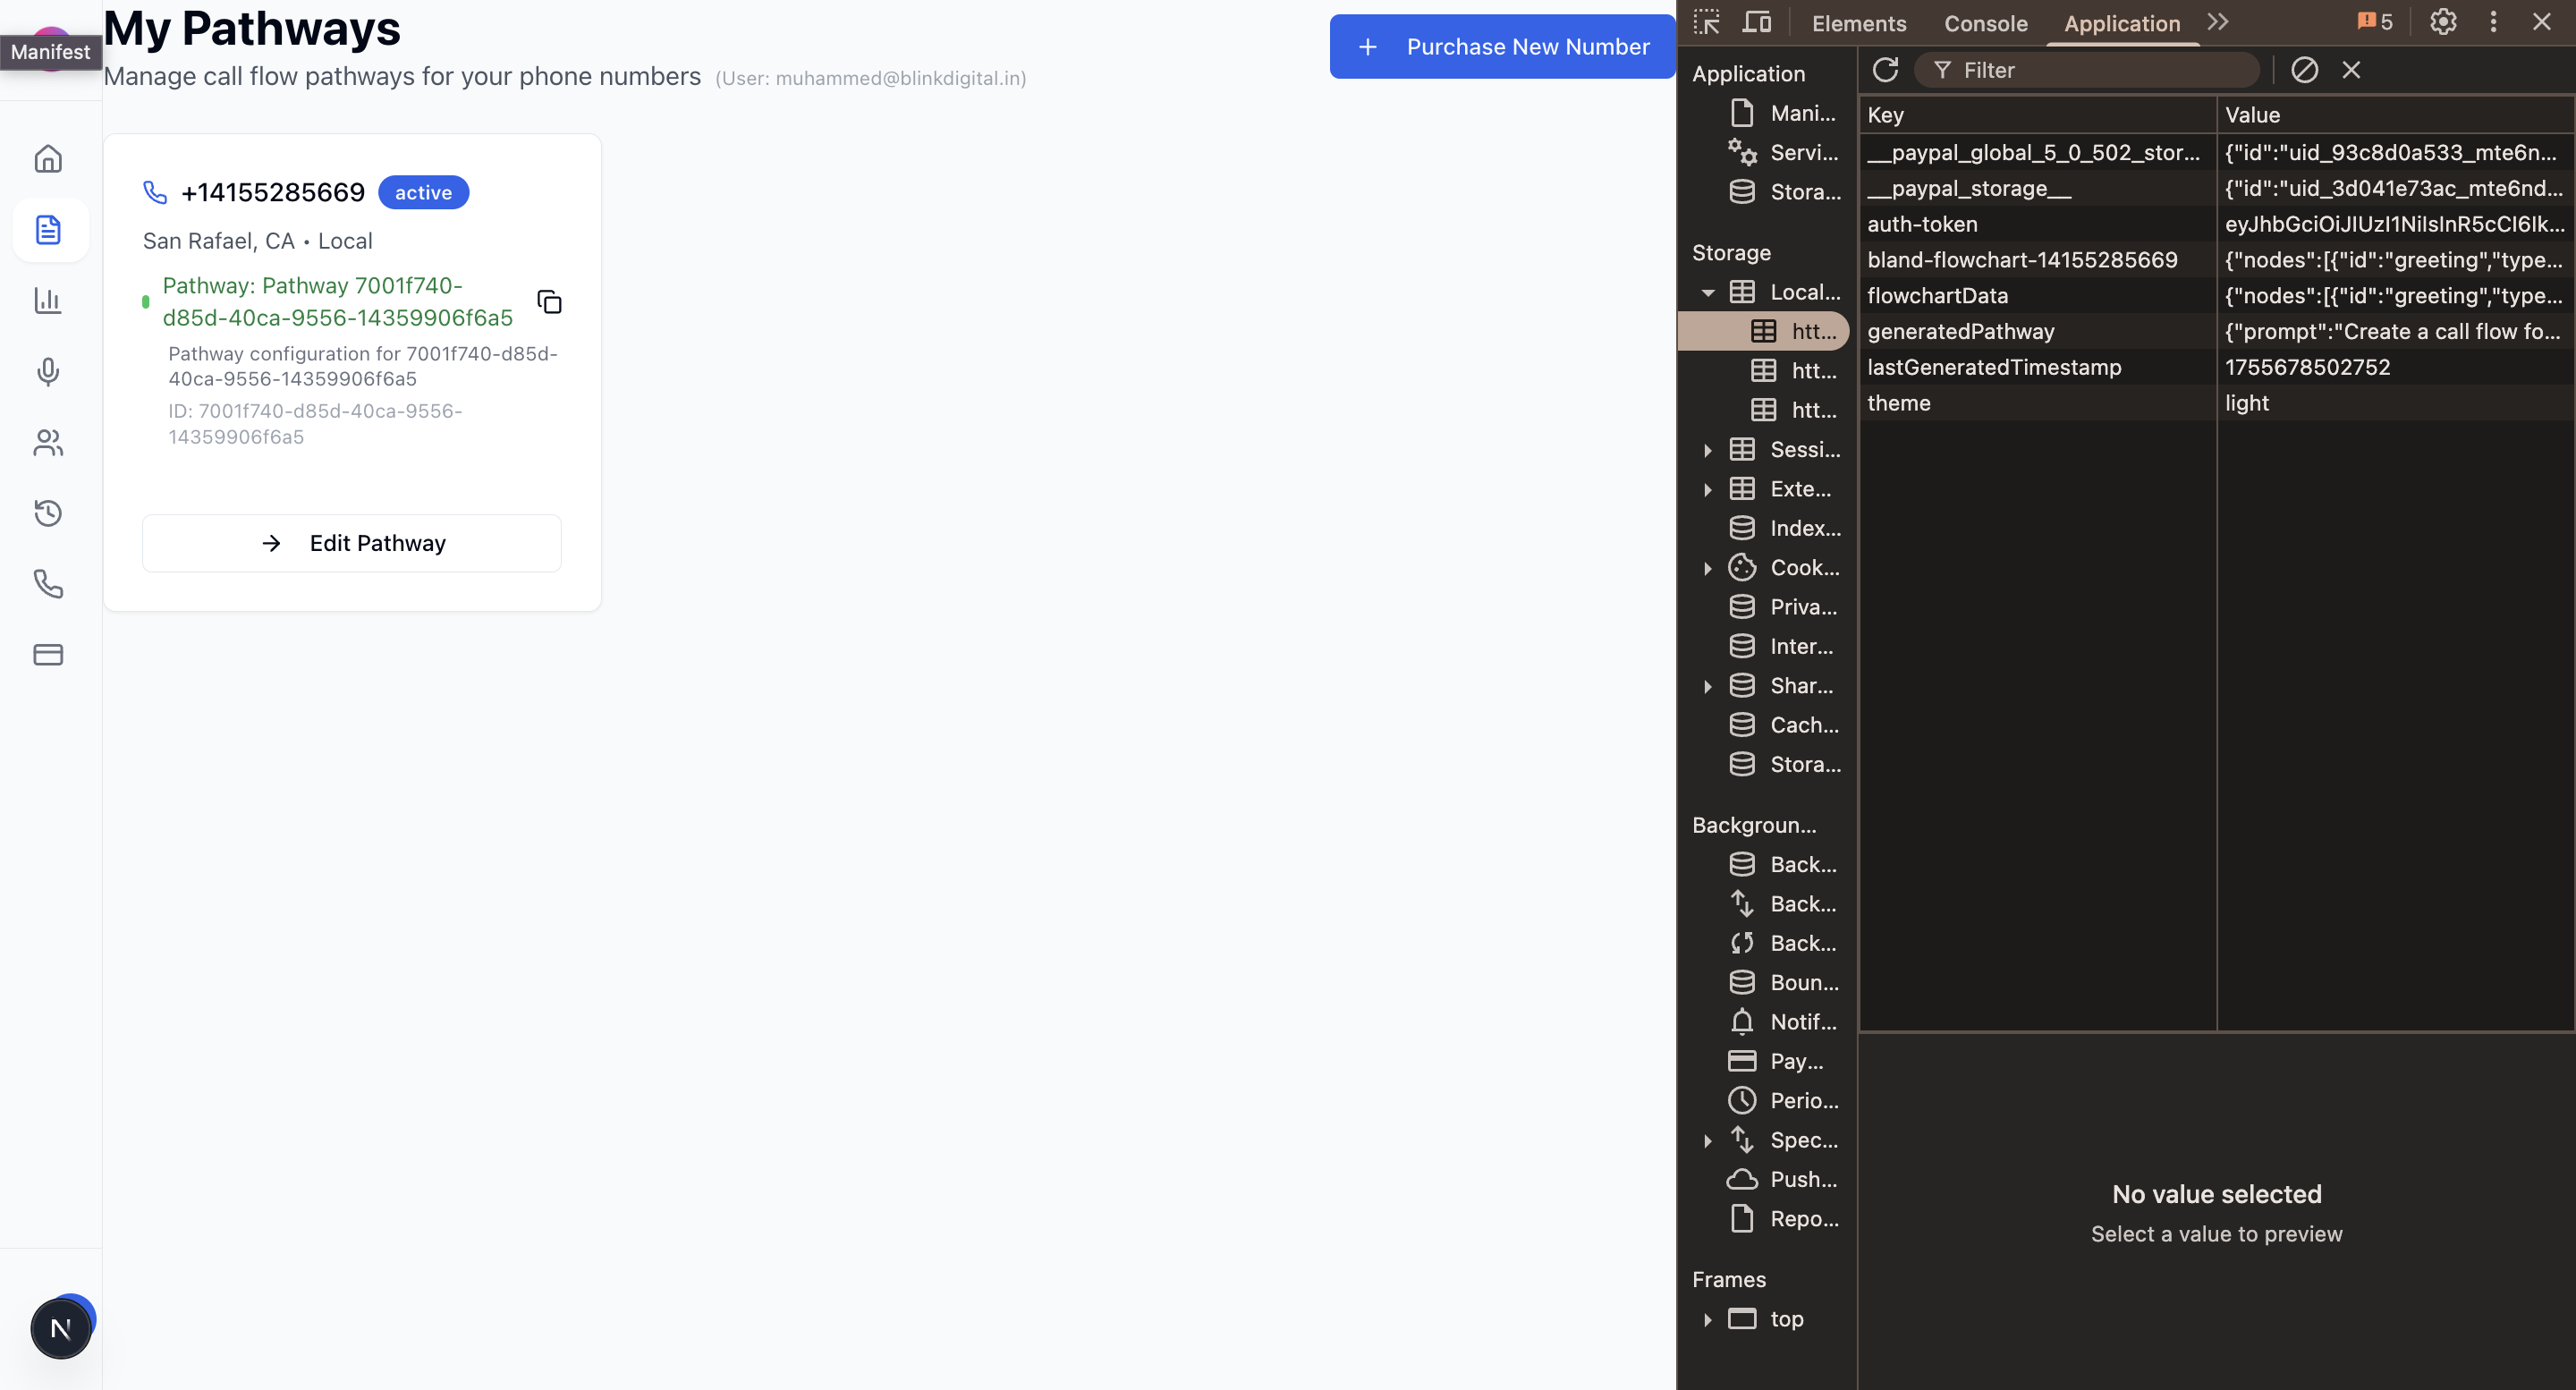 Manifest
My Pathways
Manage call flow pathways for your phone numbers (User: muhammed@blinkdigital.in)
Purchase New Number
+14155285669 active
San Rafael, CA • Local
Pathway: Pathway 7001f740-
d85d-40ca-9556-14359906f6a5
Pathway configuration for 7001f740-d85d-
40ca-9556-14359906f6a5
ID: 7001f740-d85d-40ca-9556-
14359906f6a5
Edit Pathway
N
Elements Console Application 5
Application
Mani...
Servi...
Stora...
Storage
Local...
htt...
htt...
htt...
Sessi...
Exte...
Index...
Cook...
Priva...
Inter...
Shar...
Cach...
Stora...
Backgroun...
Back...
Back...
Back...
Boun...
Notif...
Pay...
Perio...
Spec...
Push...
Repo...
Frames
top
Filter
Key Value
__paypal_global_5_0_502_stor... {"id":"uid_93c8d0a533_mte6n...
__paypal_storage__ {"id":"uid_3d041e73ac_mte6nd...
auth-token eyJhbGciOiJIUzI1NiIsInR5cCI6Ik...
bland-flowchart-14155285669 {"nodes":[{"id":"greeting","type...
flowchartData {"nodes":[{"id":"greeting","type...
generatedPathway {"prompt":"Create a call flow fo...
lastGeneratedTimestamp 1755678502752
theme light
No value selected
Select a value to preview